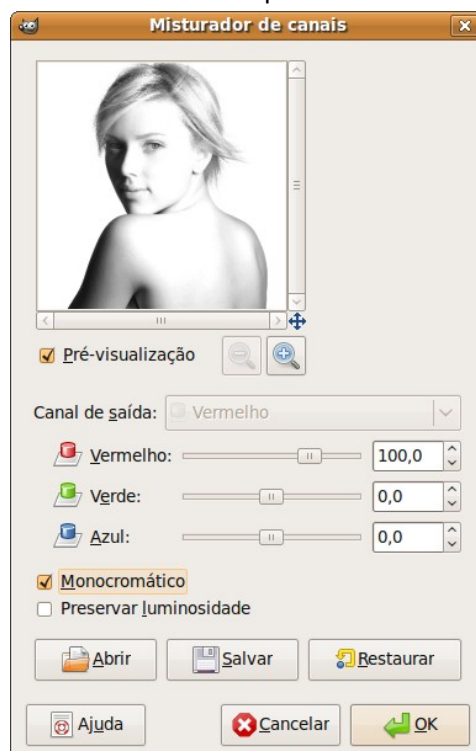 Misturador de canais
Pré-visualização
Canal de saída: Vermelho
Vermelho: 100,0
Verde: 0,0
Azul: 0,0
Monocromático
Preservar luminosidade
Abrir Salvar Restaurar
Ajuda Cancelar OK